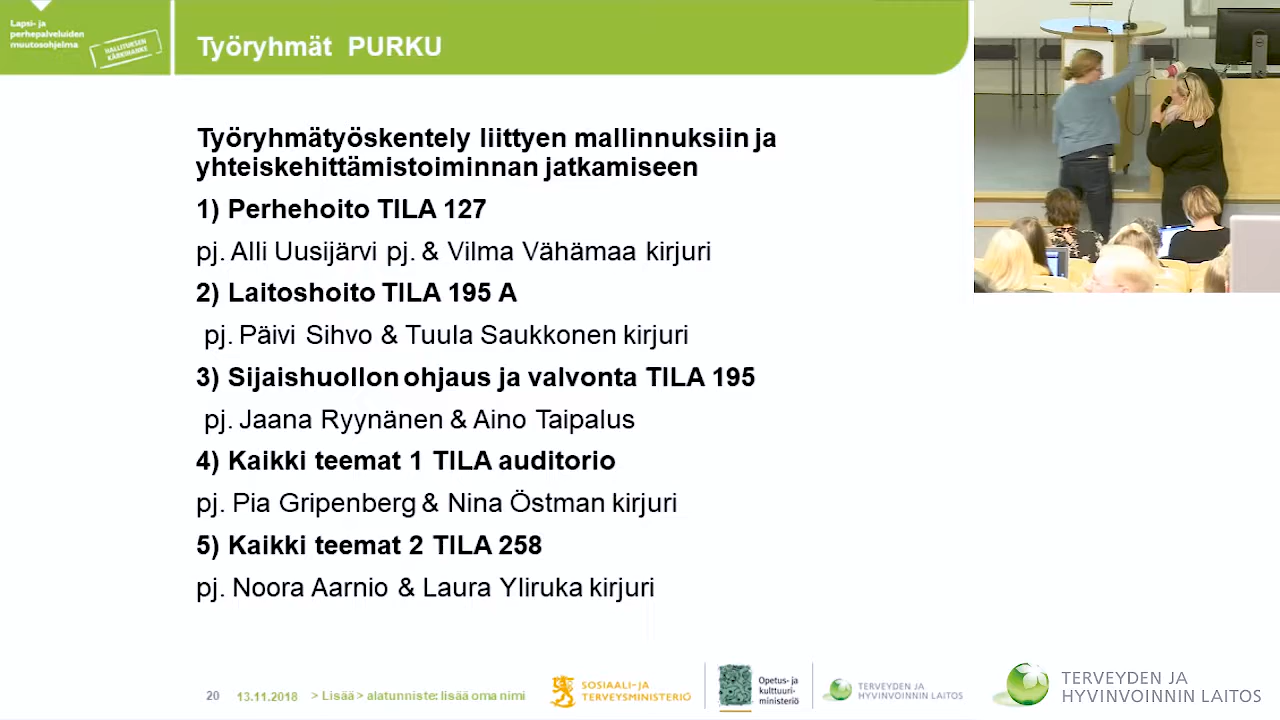 Lapsi- ja
perhepalveluiden
muutosohjelma
HALLITUKSEN
KÄRKIHANKE
Työryhmät PURKU
Työryhmätyöskentely liittyen mallinnuksiin ja
yhteiskehittämistoiminnan jatkamiseen
1) Perhehoito TILA 127
pj. Alli Uusijärvi pj. & Vilma Vähämaa kirjuri
2) Laitoshoito TILA 195 A
pj. Päivi Sihvo & Tuula Saukkonen kirjuri
3) Sijaishuollon ohjaus ja valvonta TILA 195
pj. Jaana Ryynänen & Aino Taipalus
4) Kaikki teemat 1 TILA auditorio
pj. Pia Gripenberg & Nina Östman kirjuri
5) Kaikki teemat 2 TILA 258
pj. Noora Aarnio & Laura Yliruka kirjuri
20 13.11.2018 > Lisää > alatunniste: lisää oma nimi
SOSIAALI- JA
TERVEYSMINISTERIÖ
Opetus- ja
kulttuuri-
ministeriö
TERVEYDEN JA
HYVINVOINNIN LAITOS
TERVEYDEN JA
HYVINVOINNIN LAITOS